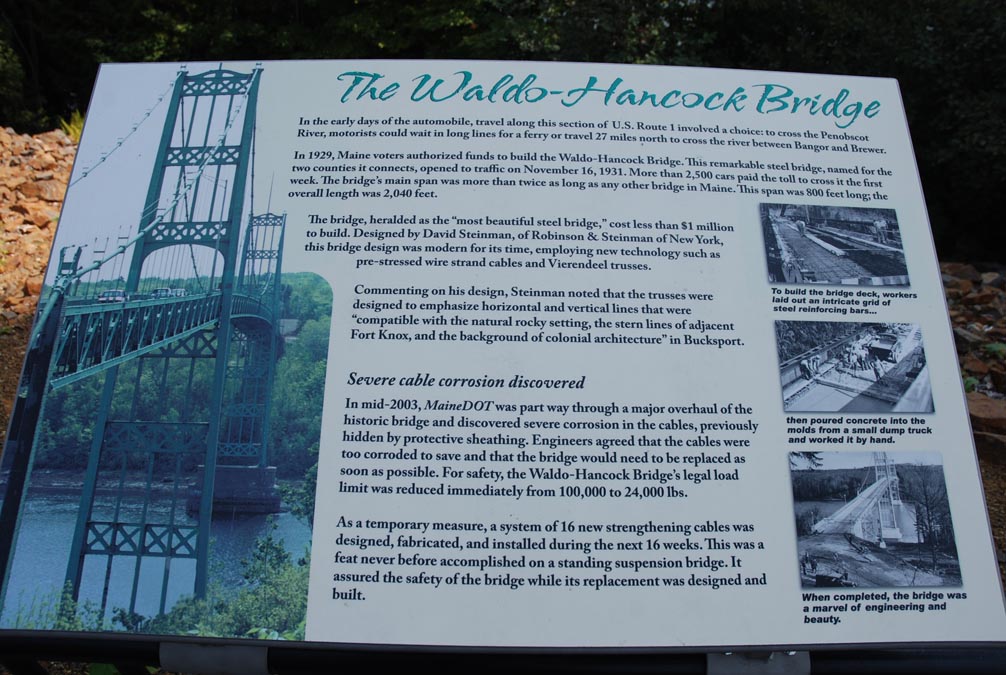 The Waldo-Hancock Bridge
In the early days of the automobile, travel along this section of U.S. Route 1 involved a choice: to cross the Penobscot
River, motorists could wait in long lines for a ferry or travel 27 miles north to cross the river between Bangor and Brewer.
In 1929, Maine voters authorized funds to build the Waldo-Hancock Bridge. This remarkable steel bridge, named for the
two counties it connects, opened to traffic on November 16, 1931. More than 2,500 cars paid the toll to cross it the first
week. The bridge's main span was more than twice as long as any other bridge in Maine. This span was 800 feet long; the
overall length was 2,040 feet.
The bridge, heralded as the "most beautiful steel bridge," cost less than $1 million
to build. Designed by David Steinman, of Robinson & Steinman of New York,
this bridge design was modern for its time, employing new technology such as
pre-stressed wire strand cables and Vierendeel trusses.
Commenting on his design, Steinman noted that the trusses were
designed to emphasize horizontal and vertical lines that were
"compatible with the natural rocky setting, the stern lines of adjacent
Fort Knox, and the background of colonial architecture" in Bucksport.
Severe cable corrosion discovered
In mid-2003, MaineDOT was part way through a major overhaul of the
historic bridge and discovered severe corrosion in the cables, previously
hidden by protective sheathing. Engineers agreed that the cables were
too corroded to save and that the bridge would need to be replaced as
soon as possible. For safety, the Waldo-Hancock Bridge's legal load
limit was reduced immediately from 100,000 to 24,000 lbs.
As a temporary measure, a system of 16 new strengthening cables was
designed, fabricated, and installed during the next 16 weeks. This was a
feat never before accomplished on a standing suspension bridge. It
assured the safety of the bridge while its replacement was designed and
built.
To build the bridge deck, workers
laid out an intricate grid of
steel reinforcing bars...
then poured concrete into the
molds from a small dump truck
and worked it by hand.
When completed, the bridge was
a marvel of engineering and
beauty.